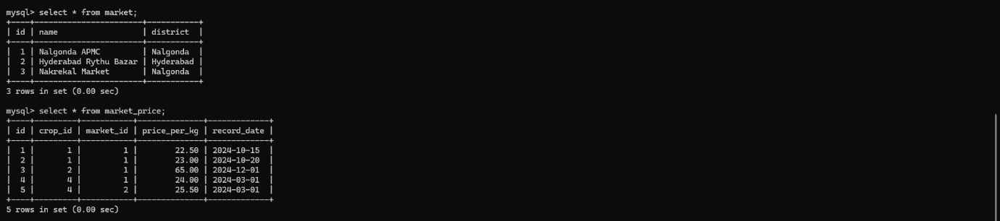 mysql> select * from market;
+----+-----------------------+-----------+
| id | name                  | district  |
+----+-----------------------+-----------+
|  1 | Nalgonda APMC         | Nalgonda  |
|  2 | Hyderabad Rythu Bazar | Hyderabad |
|  3 | Nakrekal Market       | Nalgonda  |
+----+-----------------------+-----------+
3 rows in set (0.00 sec)

mysql> select * from market_price;
+----+---------+-----------+--------------+-------------+
| id | crop_id | market_id | price_per_kg | record_date |
+----+---------+-----------+--------------+-------------+
|  1 |       1 |         1 |        22.50 | 2024-10-15  |
|  2 |       1 |         1 |        23.00 | 2024-10-20  |
|  3 |       2 |         1 |        65.00 | 2024-12-01  |
|  4 |       4 |         1 |        24.00 | 2024-03-01  |
|  5 |       4 |         2 |        25.50 | 2024-03-01  |
+----+---------+-----------+--------------+-------------+
5 rows in set (0.00 sec)